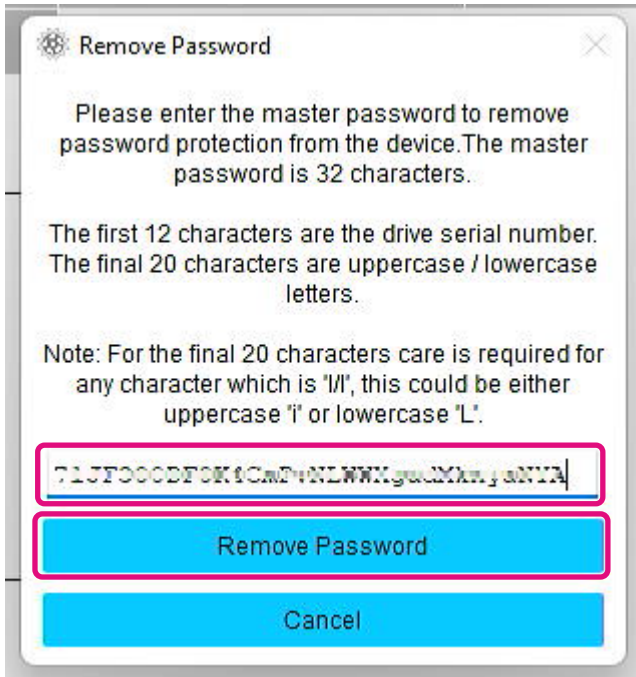 Remove Password
Please enter the master password to remove
password protection from the device.The master
password is 32 characters.
The first 12 characters are the drive serial number.
The final 20 characters are uppercase / lowercase
letters.
Note: For the final 20 characters care is required for
any character which is 'I/l', this could be either
uppercase 'i' or lowercase 'L'.
Remove Password
Cancel